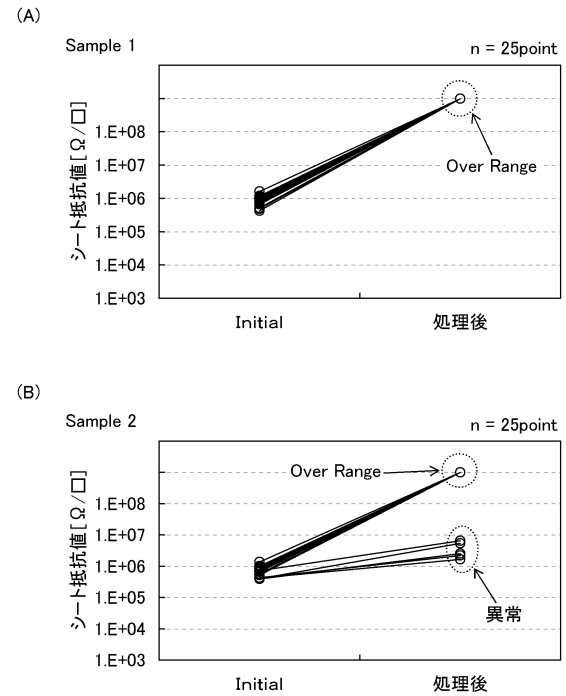 (A)
Sample 1
n = 25point
シート抵抗値[Ω/口]
1.E+08
1.E+07
1.E+06
1.E+05
1.E+04
1.E+03
Over Range
Initial
処理後
(B)
Sample 2
n = 25point
シート抵抗値[Ω/口]
Over Range
1.E+08
1.E+07
1.E+06
1.E+05
1.E+04
1.E+03
異常
Initial
処理後